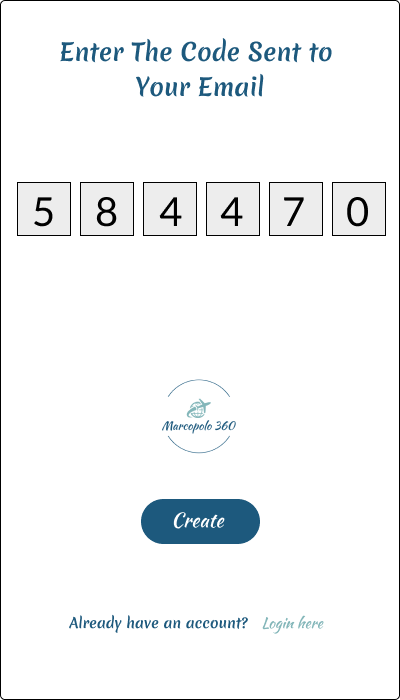 Enter The Code Sent to
Your Email
5 8 4 4 7 0
Marcopolo 360
Create
Already have an account? Login here